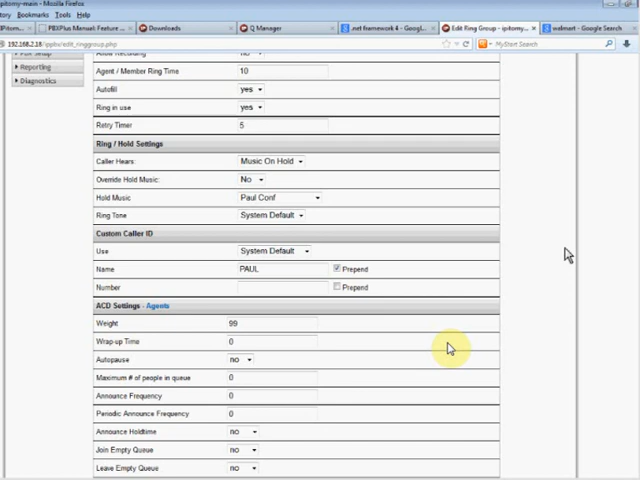 ipitomy-main - Mozilla Firefox
Bookmarks Tools Help
PBXPlus Manuel: Feature ... Downloads Q Manager .net framework 4 - Googl... Edit Ring Group - ipitomy-m... walmart - Google Search
192.168.2.18/ippbx/edit_ringgroup.php MyStart Search
Reporting
Diagnostics
Agent / Member Ring Time 10
Autofill yes
Ring in use yes
Retry Timer 5
Ring / Hold Settings
Caller Hears: Music On Hold
Override Hold Music: No
Hold Music Paul Conf
Ring Tone System Default
Custom Caller ID
Use System Default
Name PAUL Prepend
Number Prepend
ACD Settings - Agents
Weight 99
Wrap-up Time 0
Autopause no
Maximum # of people in queue 0
Announce Frequency 0
Periodic Announce Frequency 0
Announce Holdtime no
Join Empty Queue no
Leave Empty Queue no